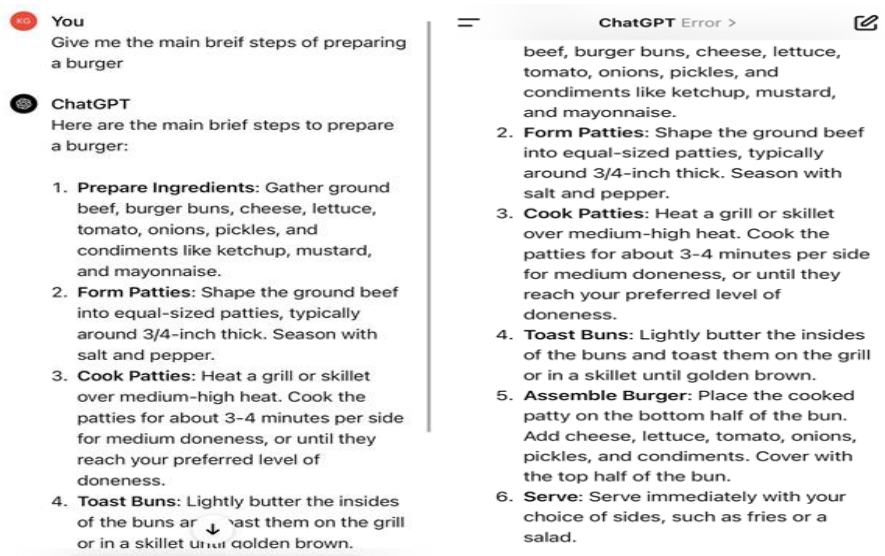 KG
You
Give me the main breif steps of preparing
a burger
ChatGPT
Here are the main brief steps to prepare
a burger:
1. Prepare Ingredients: Gather ground
beef, burger buns, cheese, lettuce,
tomato, onions, pickles, and
condiments like ketchup, mustard,
and mayonnaise.
2. Form Patties: Shape the ground beef
into equal-sized patties, typically
around 3/4-inch thick. Season with
salt and pepper.
3. Cook Patties: Heat a grill or skillet
over medium-high heat. Cook the
patties for about 3-4 minutes per side
for medium doneness, or until they
reach your preferred level of
doneness.
4. Toast Buns: Lightly butter the insides
of the buns them on the grill
or in a skillet until golden brown.
ChatGPT Error >
beef, burger buns, cheese, lettuce,
tomato, onions, pickles, and
condiments like ketchup, mustard,
and mayonnaise.
2. Form Patties: Shape the ground beef
into equal-sized patties, typically
around 3/4-inch thick. Season with
salt and pepper.
3. Cook Patties: Heat a grill or skillet
over medium-high heat. Cook the
patties for about 3-4 minutes per side
for medium doneness, or until they
reach your preferred level of
doneness.
4. Toast Buns: Lightly butter the insides
of the buns and toast them on the grill
or in a skillet until golden brown.
5. Assemble Burger: Place the cooked
patty on the bottom half of the bun.
Add cheese, lettuce, tomato, onions,
pickles, and condiments. Cover with
the top half of the bun.
6. Serve: Serve immediately with your
choice of sides, such as fries or a
salad.